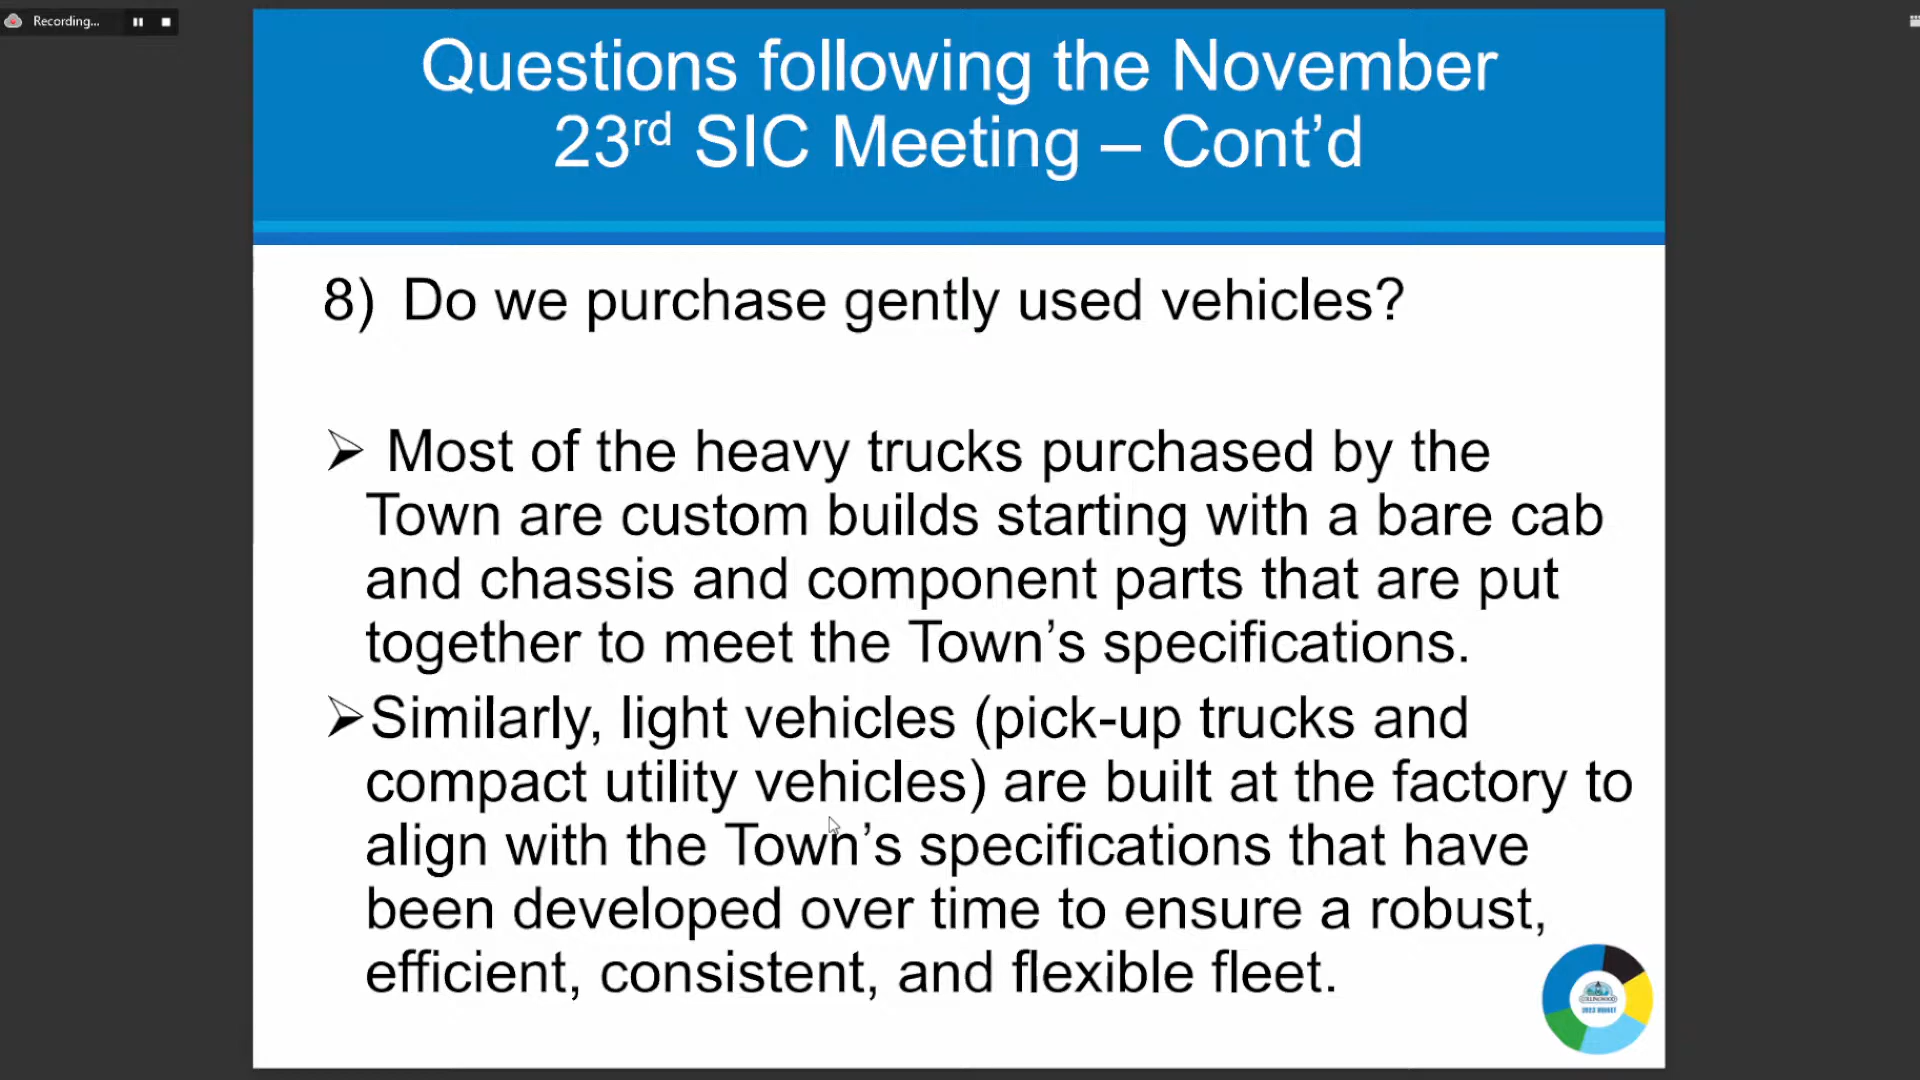 Recording...
Questions following the November
23rd SIC Meeting – Cont’d
8) Do we purchase gently used vehicles?
Most of the heavy trucks purchased by the
Town are custom builds starting with a bare cab
and chassis and component parts that are put
together to meet the Town’s specifications.
Similarly, light vehicles (pick-up trucks and
compact utility vehicles) are built at the factory to
align with the Town’s specifications that have
been developed over time to ensure a robust,
efficient, consistent, and flexible fleet.
COLLINGWOOD
2023 BUDGET